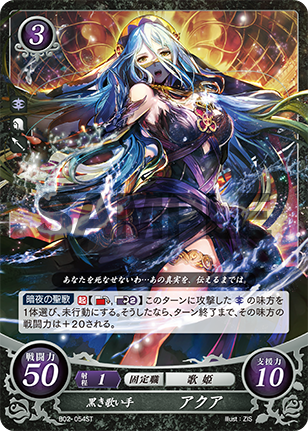 3
SAMPLE
あなたを死なせないわ…あの真実を、伝えるまでは。
暗夜の聖歌 起 このターンに攻撃した の味方を
1体選び、未行動にする。そうしたなら、ターン終了まで、その味方の
戦闘力は+20される。
戦闘力 50
射程 1 固定職 歌姫
支援力 10
黒き歌い手 アクア
B02-054ST
Illust : ZIS